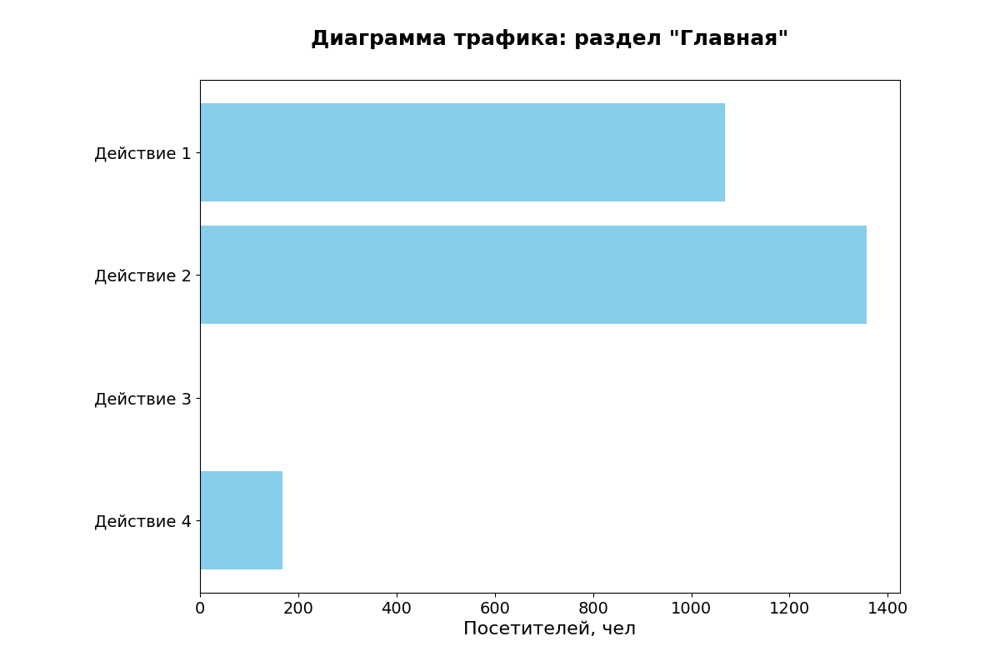 Диаграмма трафика: раздел "Главная"
Действие 1
Действие 2
Действие 3
Действие 4
0 200 400 600 800 1000 1200 1400
Посетителей, чел